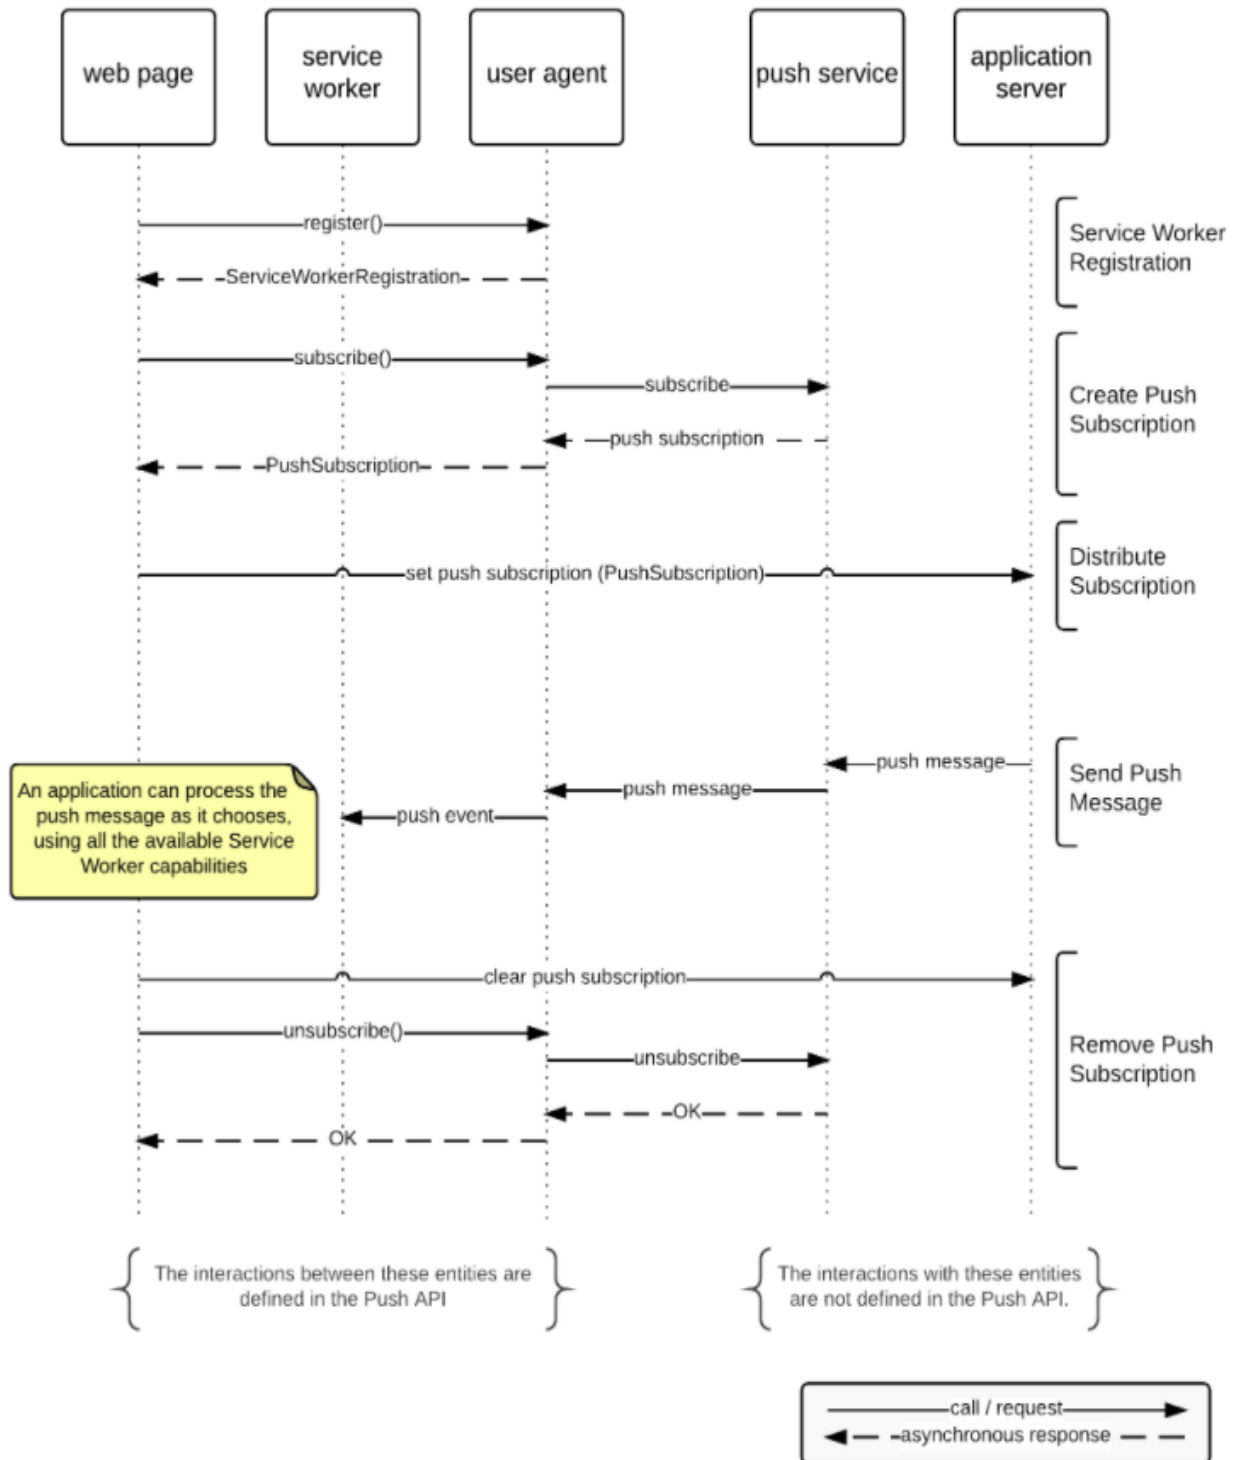 web page
service
worker
user agent
push service
application
server
register()
Service Worker
Registration
ServiceWorkerRegistration
subscribe()
subscribe
Create Push
Subscription
push subscription
PushSubscription
Distribute
Subscription
set push subscription (PushSubscription)
push message
Send Push
Message
push message
push event
An application can process the
push message as it chooses,
using all the available Service
Worker capabilities
clear push subscription
unsubscribe()
unsubscribe
Remove Push
Subscription
OK
OK
The interactions between these entities are
defined in the Push API
The interactions with these entities
are not defined in the Push API.
call / request
asynchronous response